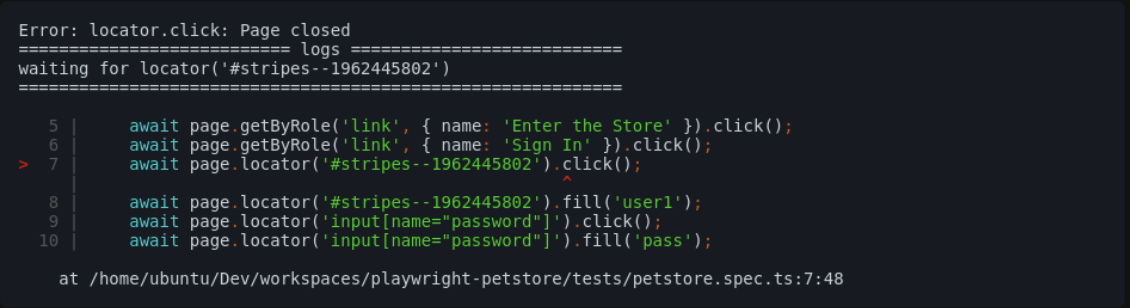 Error: locator.click: Page closed
=========================== logs ===========================
waiting for locator('#stripes--1962445802')
============================================================
5 |     await page.getByRole('link', { name: 'Enter the Store' }).click();
6 |     await page.getByRole('link', { name: 'Sign In' }).click();
> 7 |     await page.locator('#stripes--1962445802').click();
|                                                ^
8 |     await page.locator('#stripes--1962445802').fill('user1');
9 |     await page.locator('input[name="password"]').click();
10 |     await page.locator('input[name="password"]').fill('pass');
at /home/ubuntu/Dev/workspaces/playwright-petstore/tests/petstore.spec.ts:7:48